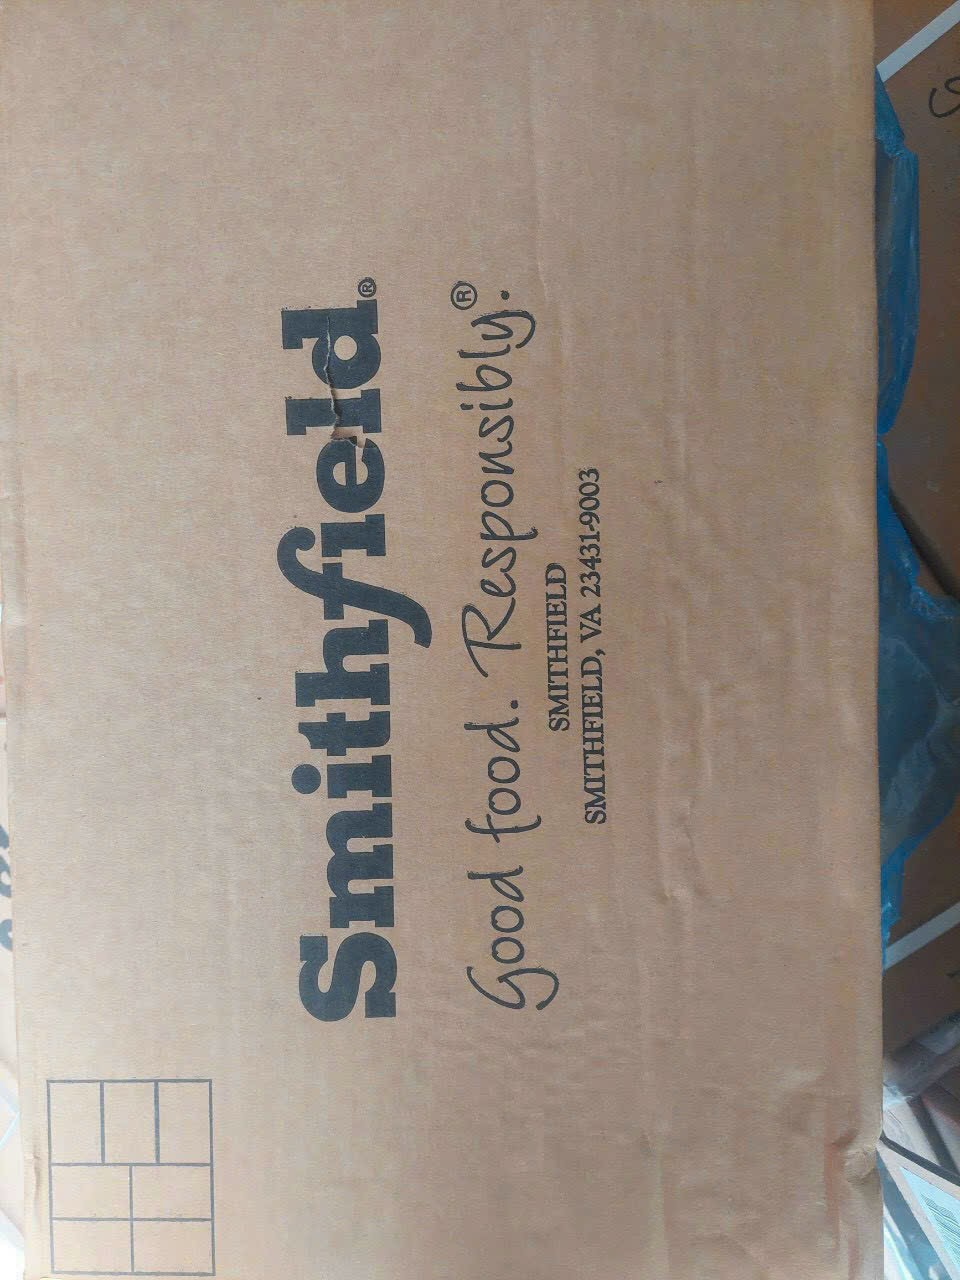 Smithfield®
Good food. Responsibly.®
SMITHFIELD
SMITHFIELD, VA 23431-9003